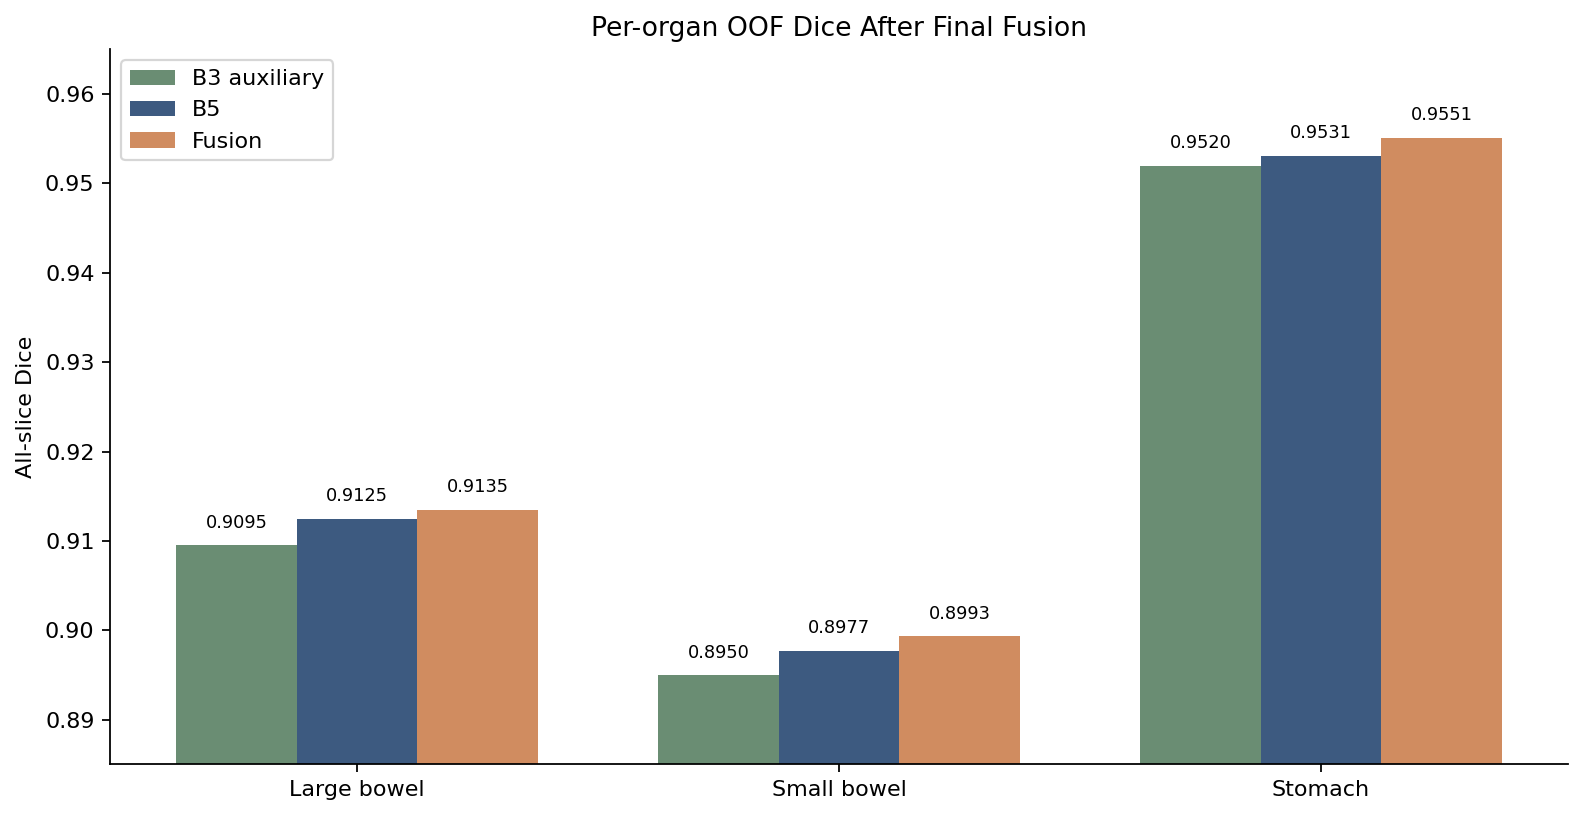 Per-organ OOF Dice After Final Fusion
B3 auxiliary
B5
Fusion
All-slice Dice
0.96
0.95
0.94
0.93
0.92
0.91
0.90
0.89
0.9095
0.9125
0.9135
0.8950
0.8977
0.8993
0.9520
0.9531
0.9551
Large bowel
Small bowel
Stomach